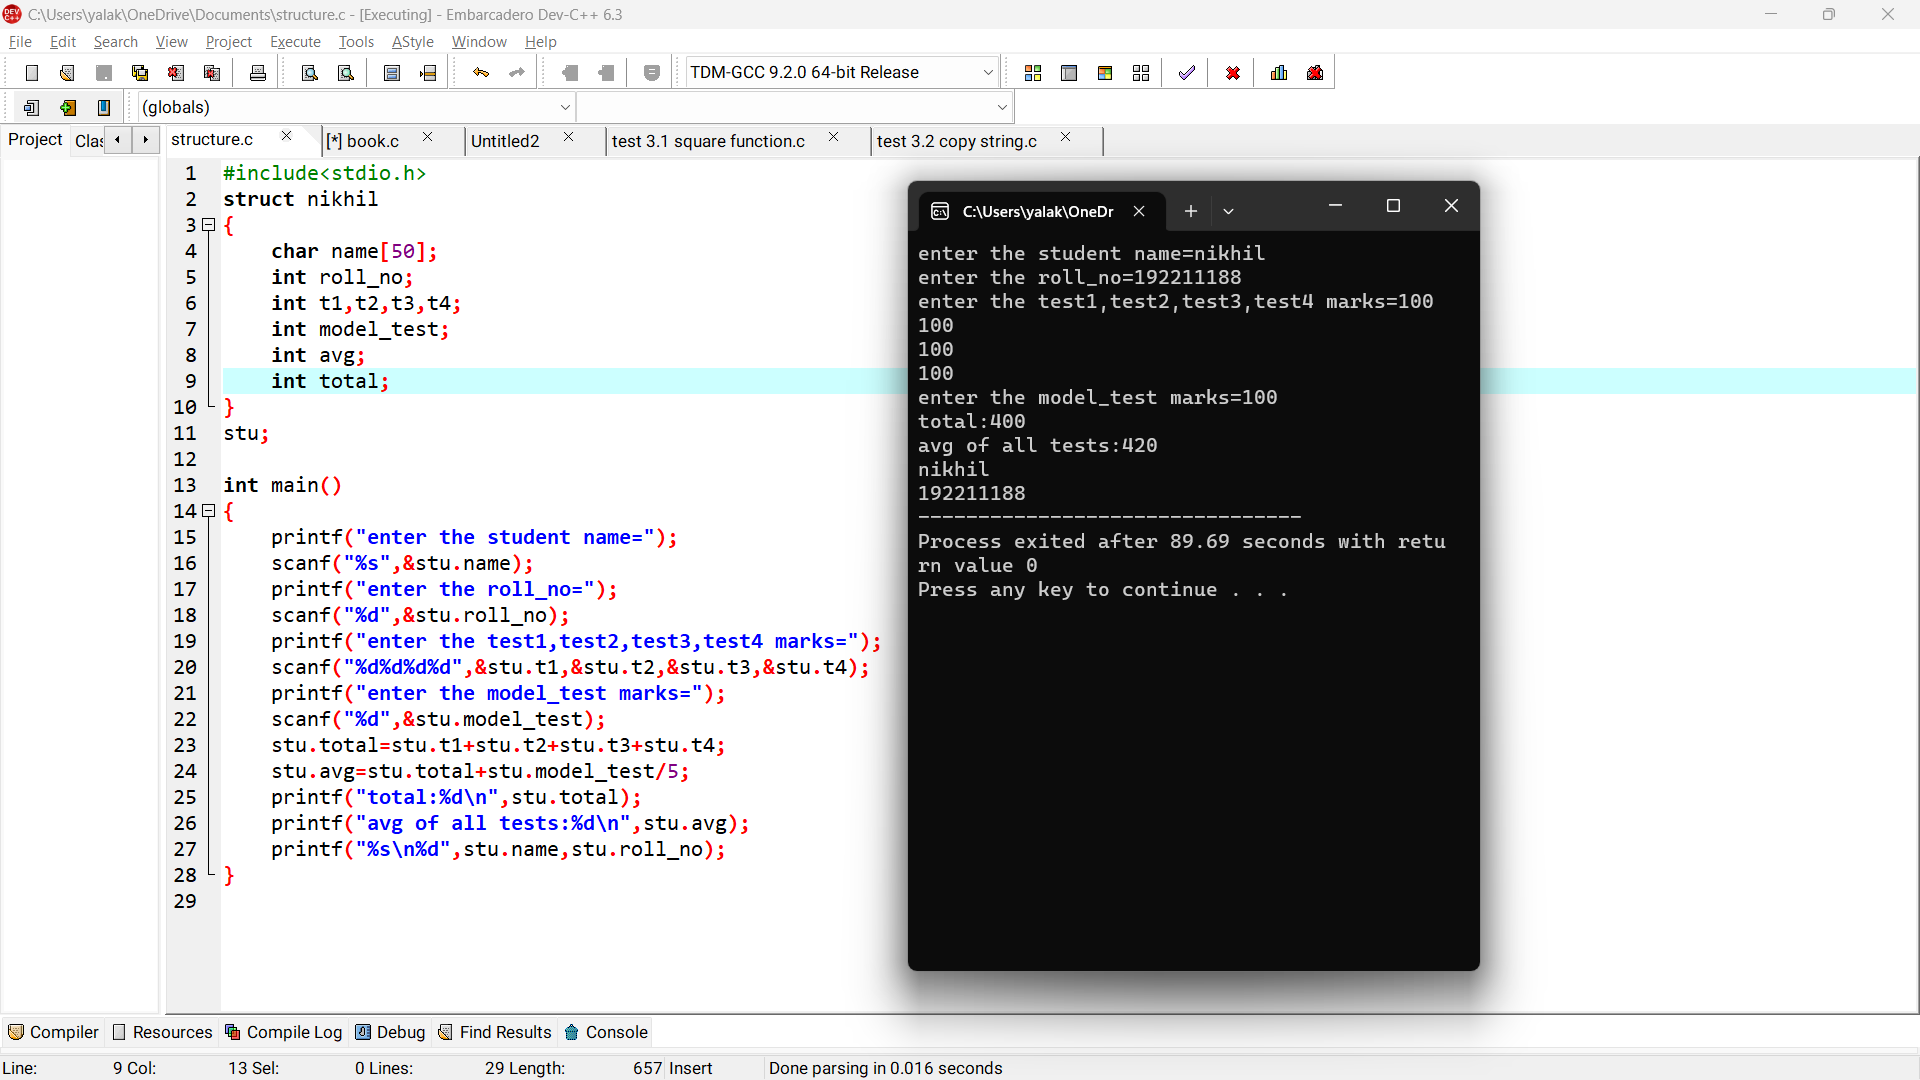 C:\Users\yalak\OneDrive\Documents\structure.c - [Executing] - Embarcadero Dev-C++ 6.3
File Edit Search View Project Execute Tools AStyle Window Help
TDM-GCC 9.2.0 64-bit Release
(globals)
Project Clas structure.c [*] book.c Untitled2 test 3.1 square function.c test 3.2 copy string.c
1 #include<stdio.h>
2 struct nikhil
3 {
4 char name[50];
5 int roll_no;
6 int t1,t2,t3,t4;
7 int model_test;
8 int avg;
9 int total;
10 }
11 stu;
12
13 int main()
14 {
15 printf("enter the student name=");
16 scanf("%s",&stu.name);
17 printf("enter the roll_no=");
18 scanf("%d",&stu.roll_no);
19 printf("enter the test1,test2,test3,test4 marks=");
20 scanf("%d%d%d%d",&stu.t1,&stu.t2,&stu.t3,&stu.t4);
21 printf("enter the model_test marks=");
22 scanf("%d",&stu.model_test);
23 stu.total=stu.t1+stu.t2+stu.t3+stu.t4;
24 stu.avg=stu.total+stu.model_test/5;
25 printf("total:%d\n",stu.total);
26 printf("avg of all tests:%d\n",stu.avg);
27 printf("%s\n%d",stu.name,stu.roll_no);
28 }
29
C:\Users\yalak\OneDr
enter the student name=nikhil
enter the roll_no=192211188
enter the test1,test2,test3,test4 marks=100
100
100
100
enter the model_test marks=100
total:400
avg of all tests:420
nikhil
192211188
--------------------------------
Process exited after 89.69 seconds with retu
rn value 0
Press any key to continue . . .
Compiler Resources Compile Log Debug Find Results Console
Line: 9 Col: 13 Sel: 0 Lines: 29 Length: 657 Insert Done parsing in 0.016 seconds